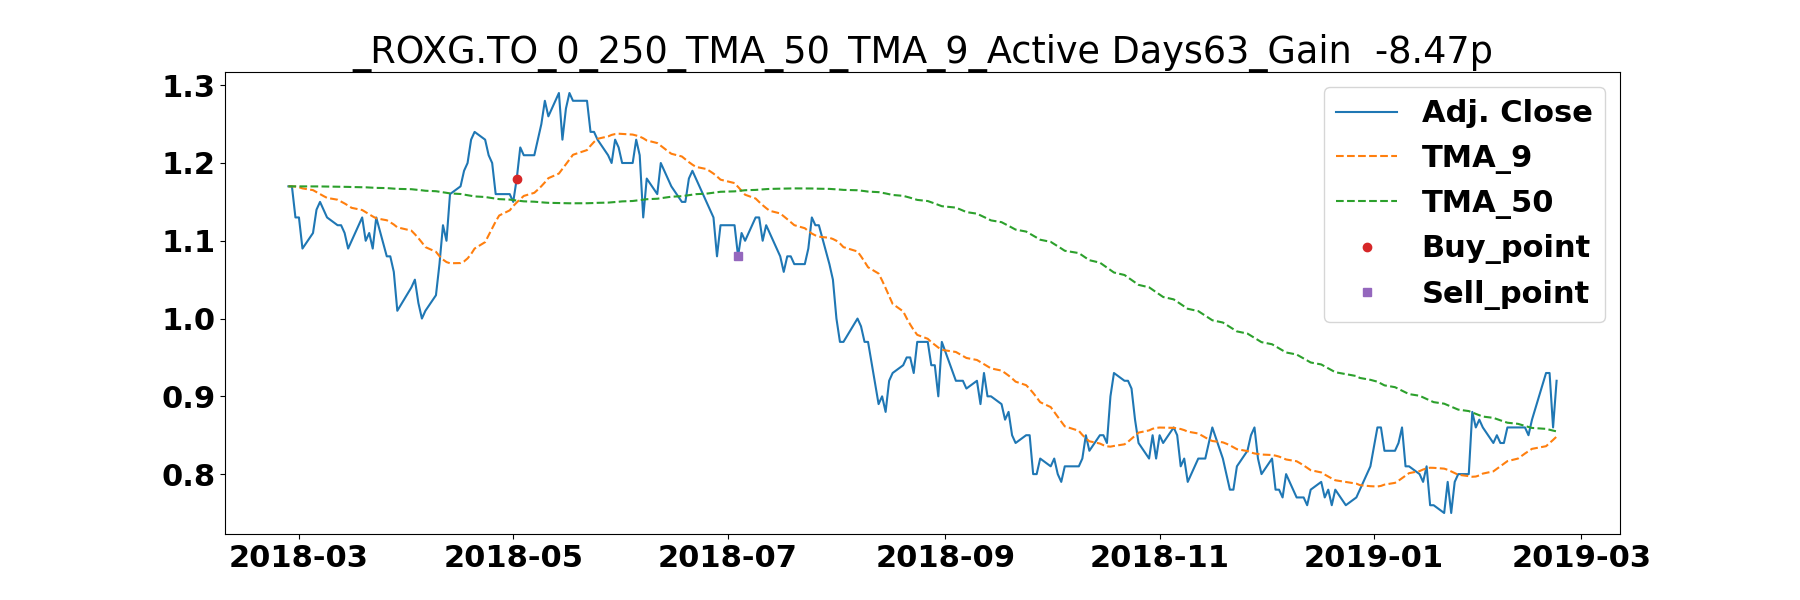 _ROXG.TO_0_250_TMA_50_TMA_9_Active Days63_Gain  -8.47p
1.3
1.2
1.1
1.0
0.9
0.8
Adj. Close
TMA_9
TMA_50
Buy_point
Sell_point
2018-03 2018-05 2018-07 2018-09 2018-11 2019-01 2019-03